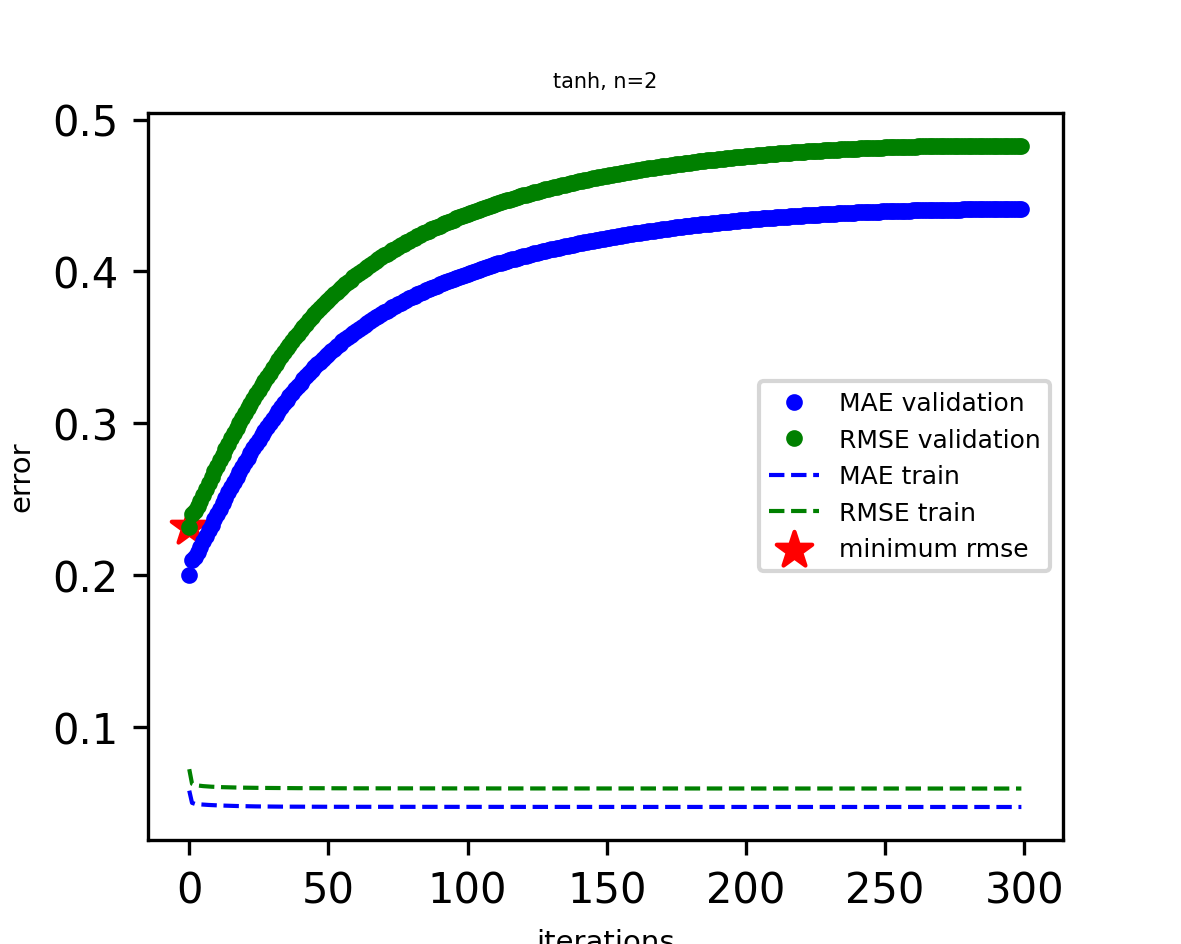 tanh, n=2
0.5
0.4
0.3
0.2
0.1
error
MAE validation
RMSE validation
MAE train
RMSE train
minimum rmse
0 50 100 150 200 250 300
iterations